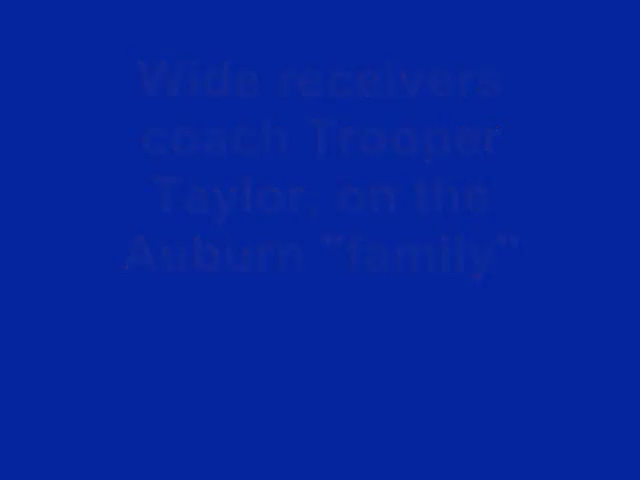 Wide receivers
coach Trooper
Taylor, on the
Auburn "family"